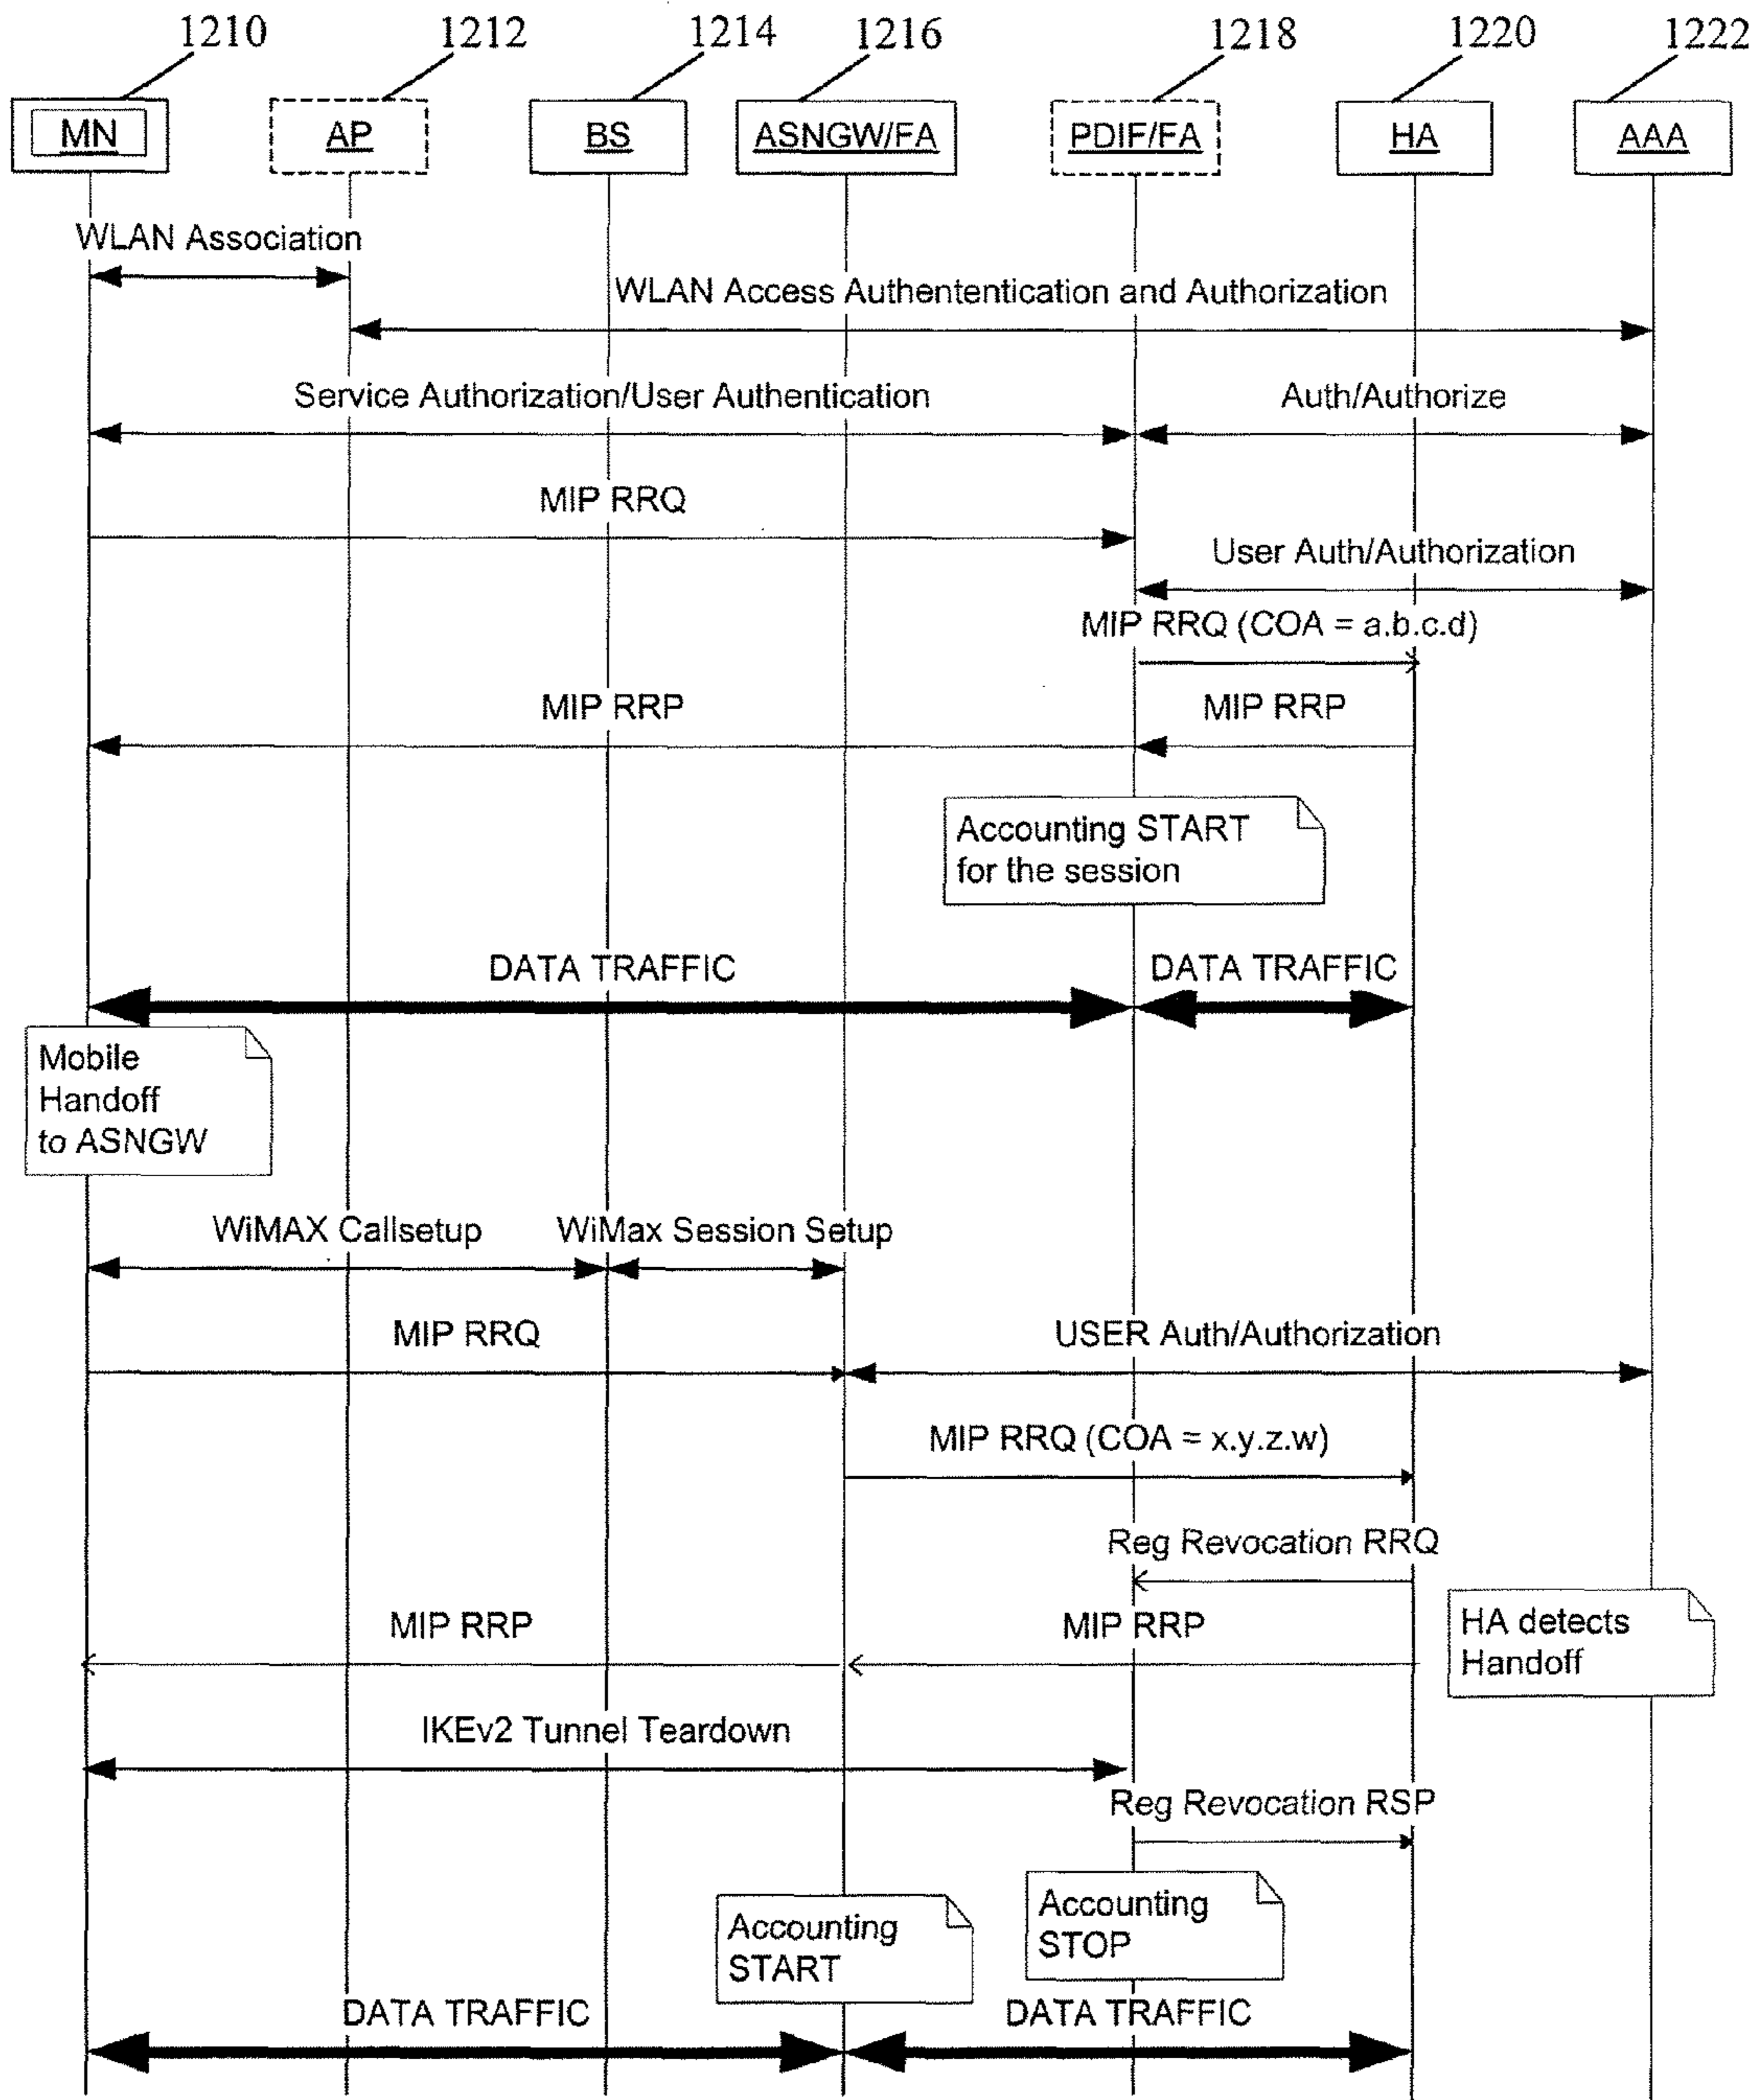 1210 1212 1214 1216 1218 1220 1222
MN AP BS ASNGW/FA PDIF/FA HA AAA
WLAN Association
WLAN Access Authententication and Authorization
Service Authorization/User Authentication Auth/Authorize
MIP RRQ
User Auth/Authorization
MIP RRQ (COA = a.b.c.d)
MIP RRP MIP RRP
Accounting START
for the session
DATA TRAFFIC DATA TRAFFIC
Mobile
Handoff
to ASNGW
WiMAX Callsetup WiMax Session Setup
MIP RRQ USER Auth/Authorization
MIP RRQ (COA = x.y.z.w)
Reg Revocation RRQ
MIP RRP MIP RRP
HA detects
Handoff
IKEv2 Tunnel Teardown
Reg Revocation RSP
Accounting
START
Accounting
STOP
DATA TRAFFIC DATA TRAFFIC